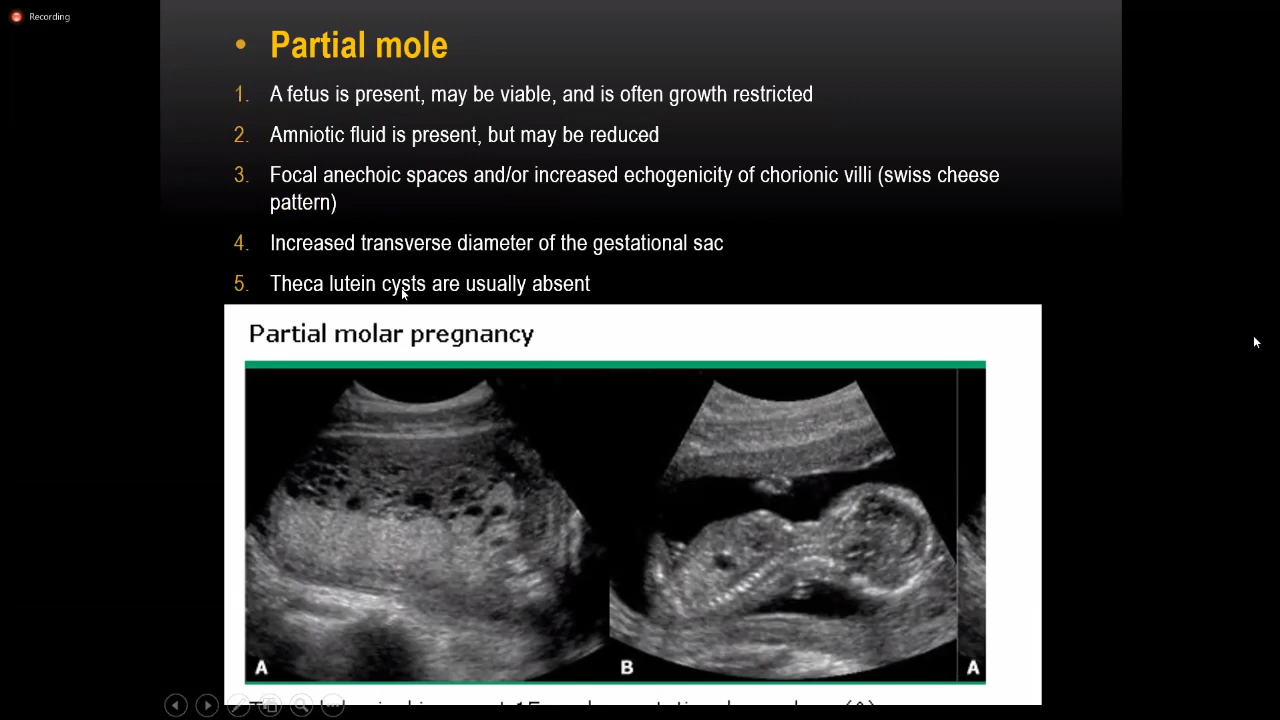 Recording
• Partial mole
1. A fetus is present, may be viable, and is often growth restricted
2. Amniotic fluid is present, but may be reduced
3. Focal anechoic spaces and/or increased echogenicity of chorionic villi (swiss cheese
pattern)
4. Increased transverse diameter of the gestational sac
5. Theca lutein cysts are usually absent
Partial molar pregnancy
A B A